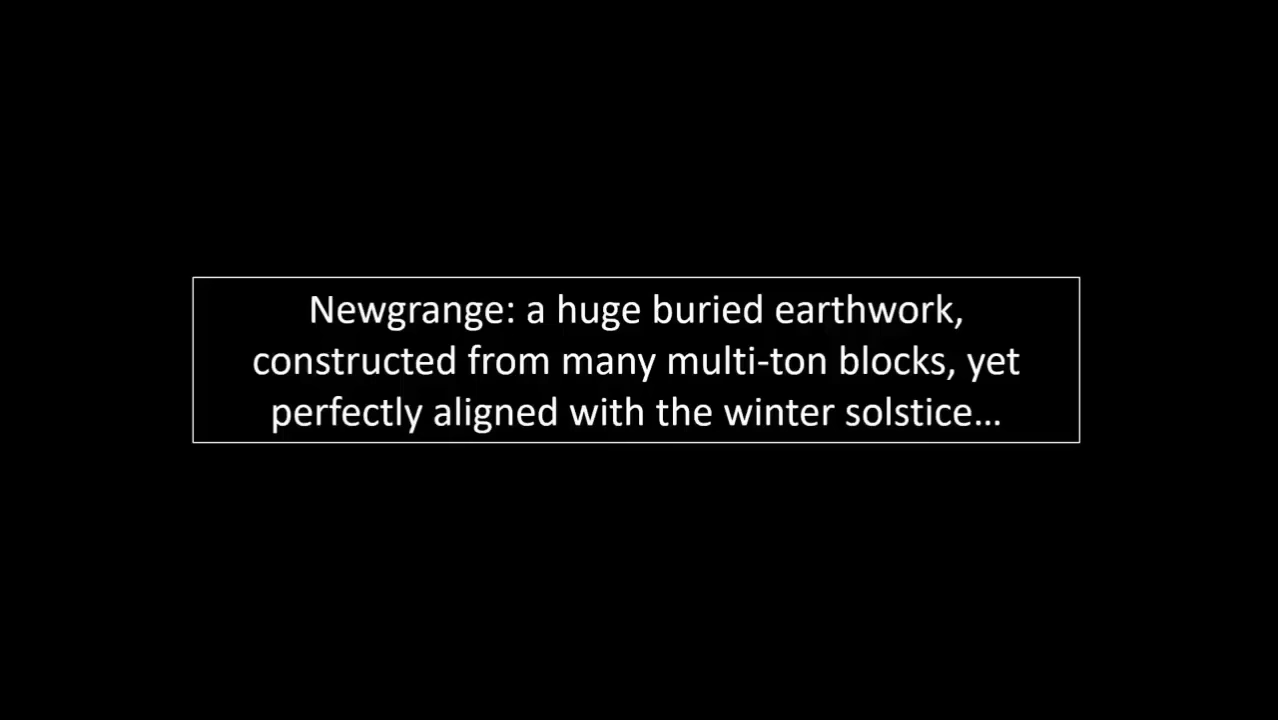 Newgrange: a huge buried earthwork,
constructed from many multi-ton blocks, yet
perfectly aligned with the winter solstice…